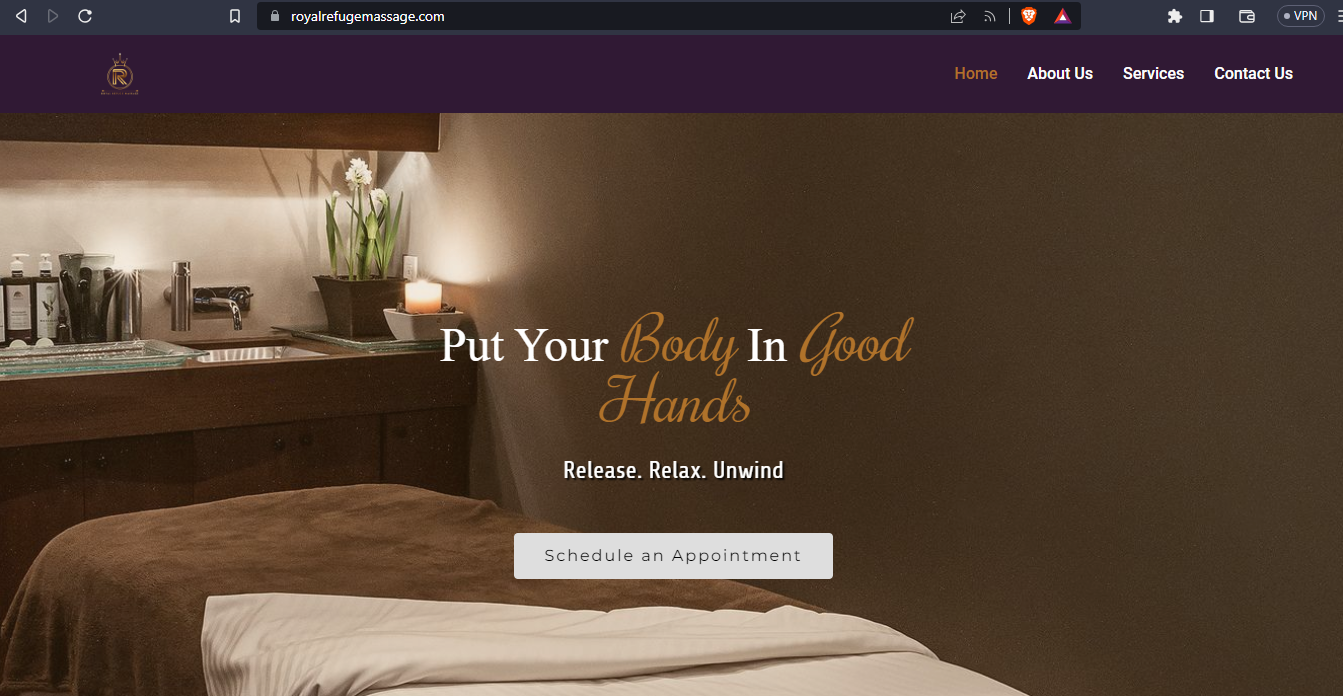 royalrefugemassage.com
VPN
R
Home About Us Services Contact Us
Put Your Body In Good
Hands
Release. Relax. Unwind
Schedule an Appointment